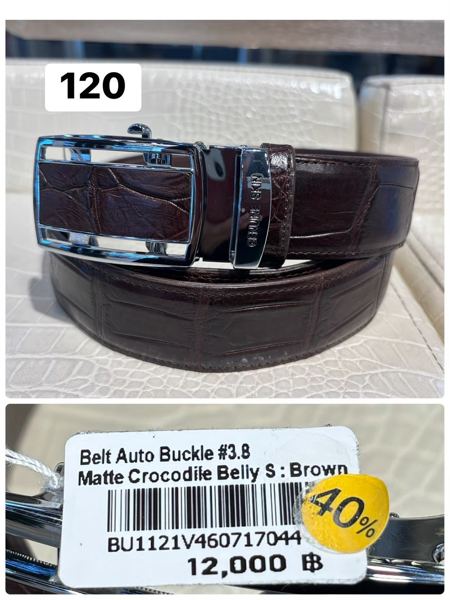 120
Belt Auto Buckle #3.8
Matte Crocodile Belly S : Brown
40%
BU1121V460717044
12,000 ฿